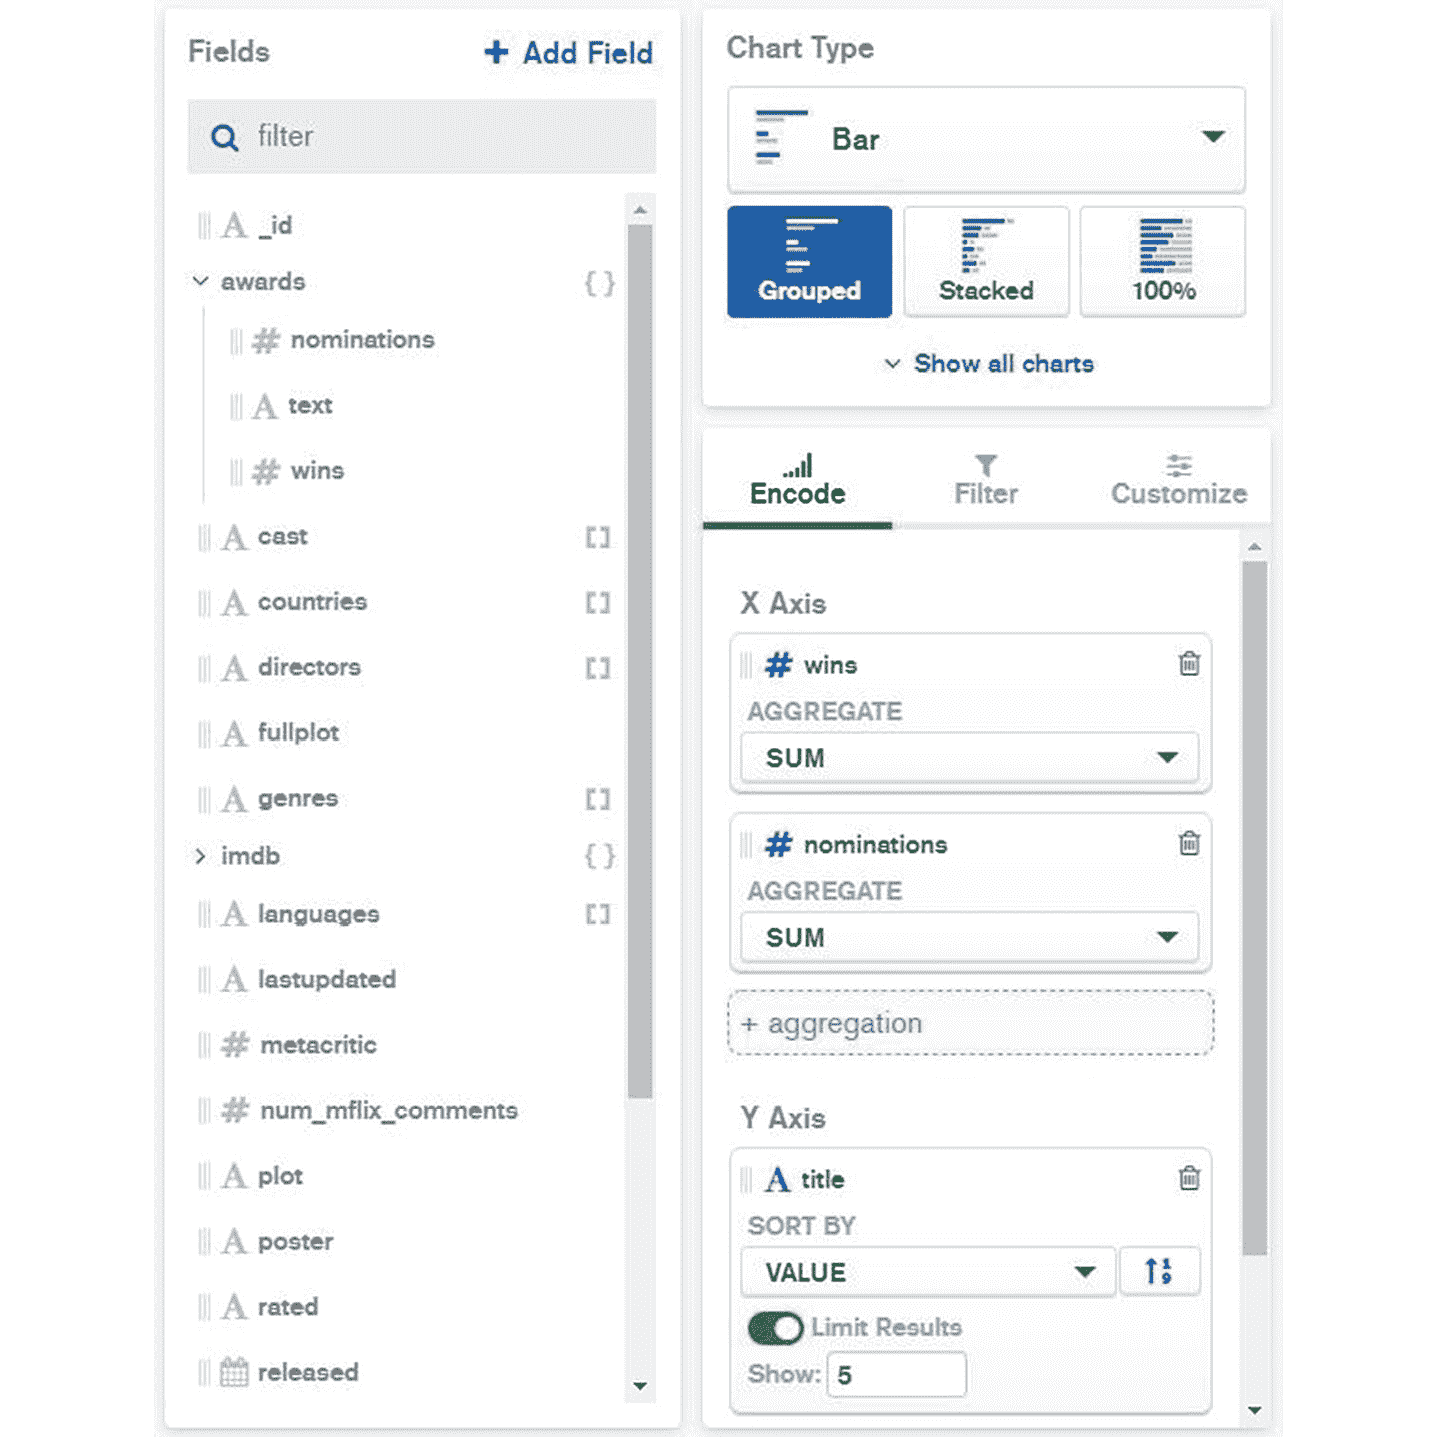 Fields
+ Add Field
filter
A _id
awards { }
# nominations
A text
# wins
A cast [ ]
A countries [ ]
A directors [ ]
A fullplot
A genres [ ]
imdb { }
A languages [ ]
A lastupdated
# metacritic
# num_mflix_comments
A plot
A poster
A rated
released
Chart Type
Bar
Grouped
Stacked
100%
Show all charts
Encode
Filter
Customize
X Axis
# wins
AGGREGATE
SUM
# nominations
AGGREGATE
SUM
+ aggregation
Y Axis
A title
SORT BY
VALUE
1
9
Limit Results
Show: 5